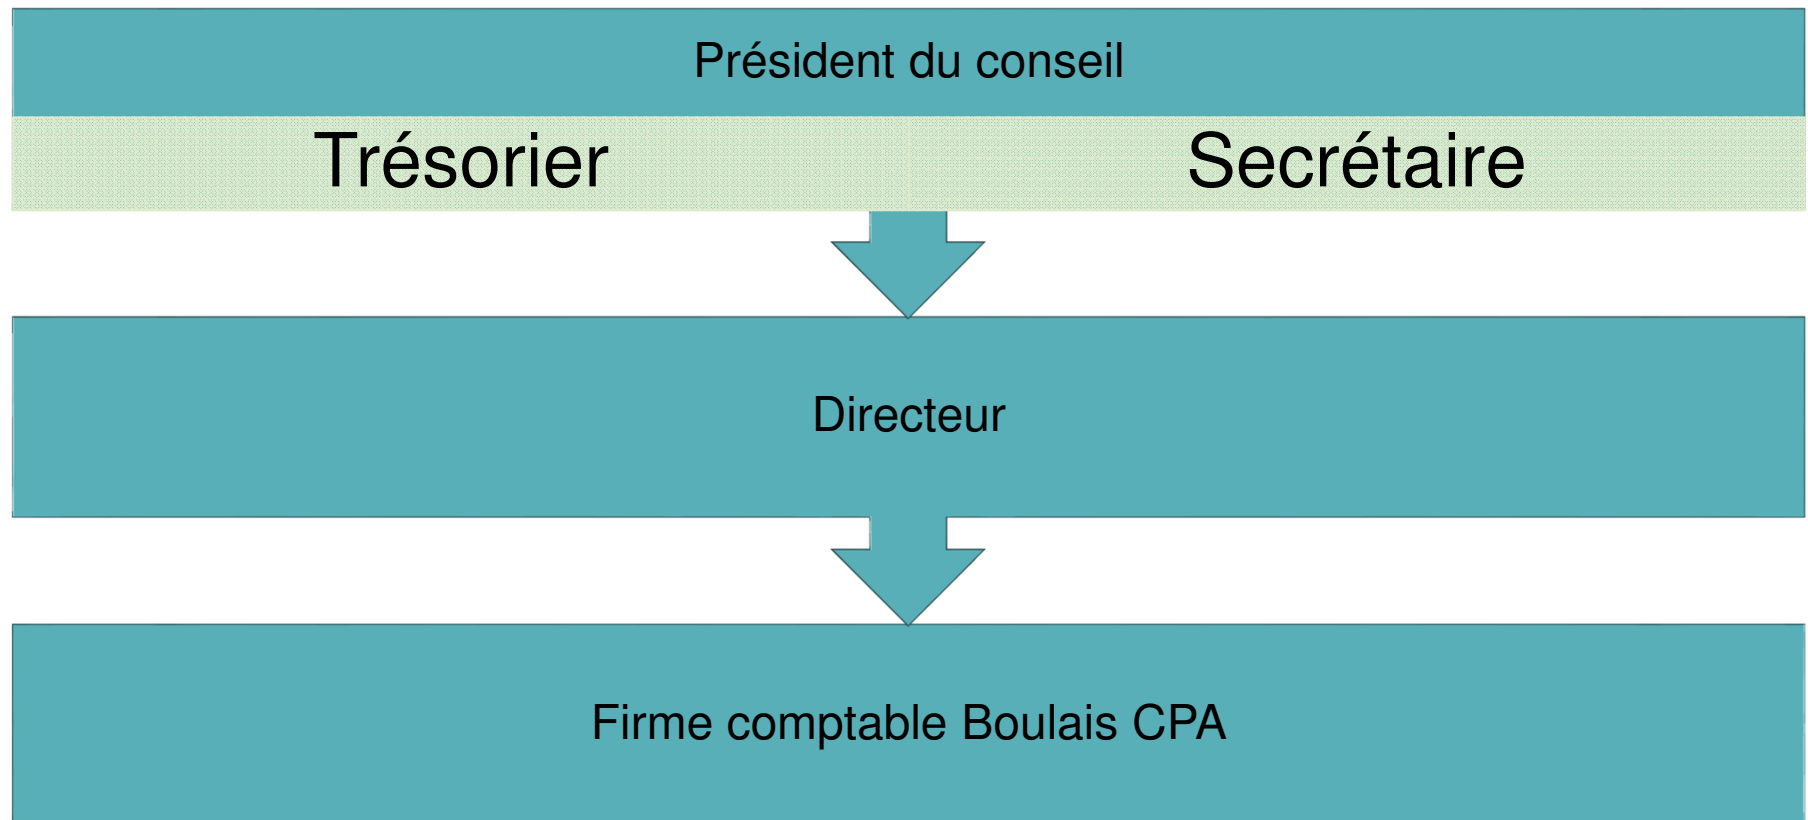 Président du conseil
Trésorier Secrétaire
Directeur
Firme comptable Boulais CPA